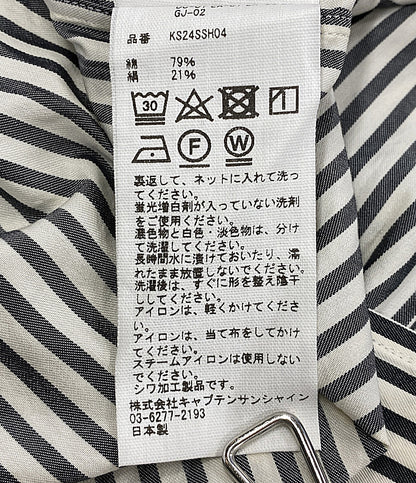 GJ-02
品番 KS24SSH04
綿 79%
絹 21%
30
F W
裏返して、ネットに入れて洗っ
てください。
蛍光増白剤が入っていない洗剤
をご使用ください。
濃色物と白色・淡色物は、分け
て洗濯してください。
長時間水に漬けておいたり、濡
れたまま放置しないでください。
洗濯後は、すぐに形を整え陰干
ししてください。
アイロンは、軽くかけてくださ
い。
アイロンは、当て布をしてかけ
てください。
スチームアイロンは使用しない
でください。
シワ加工製品です。
株式会社キャプテンサンシャイン
03-6277-2193
日本製